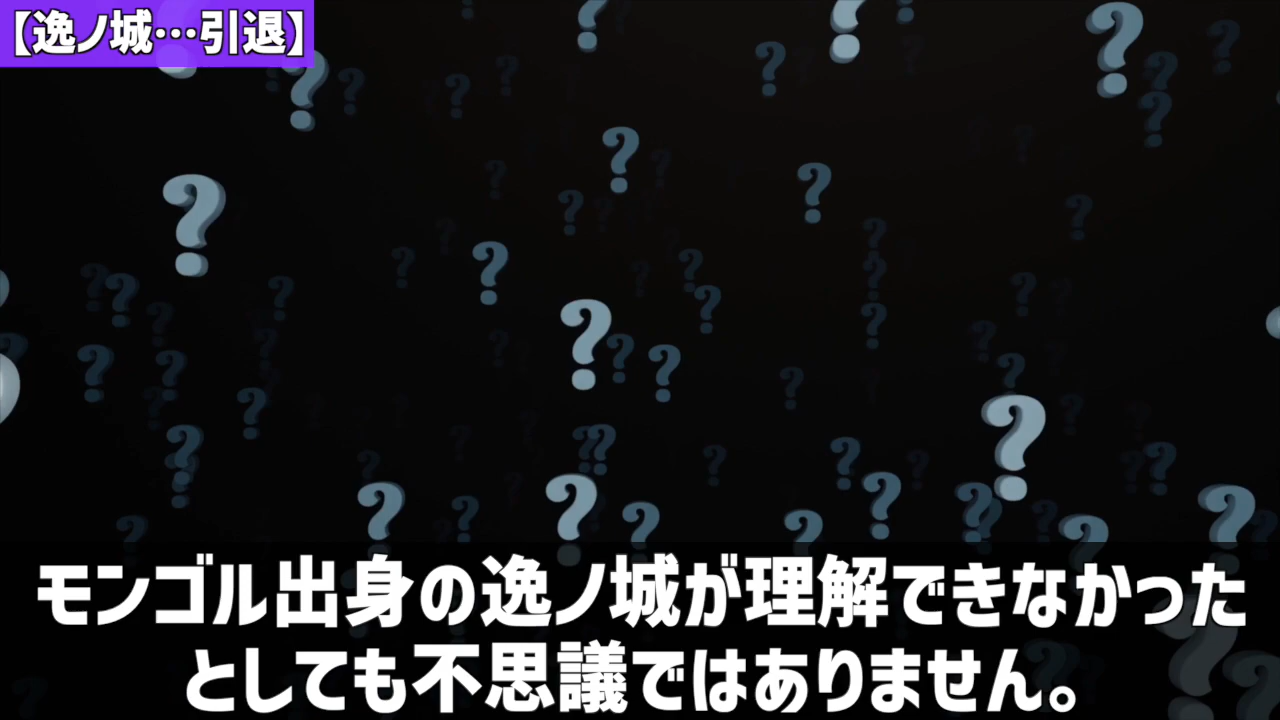 【逸ノ城…引退】
モンゴル出身の逸ノ城が理解できなかった
としても不思議ではありません。